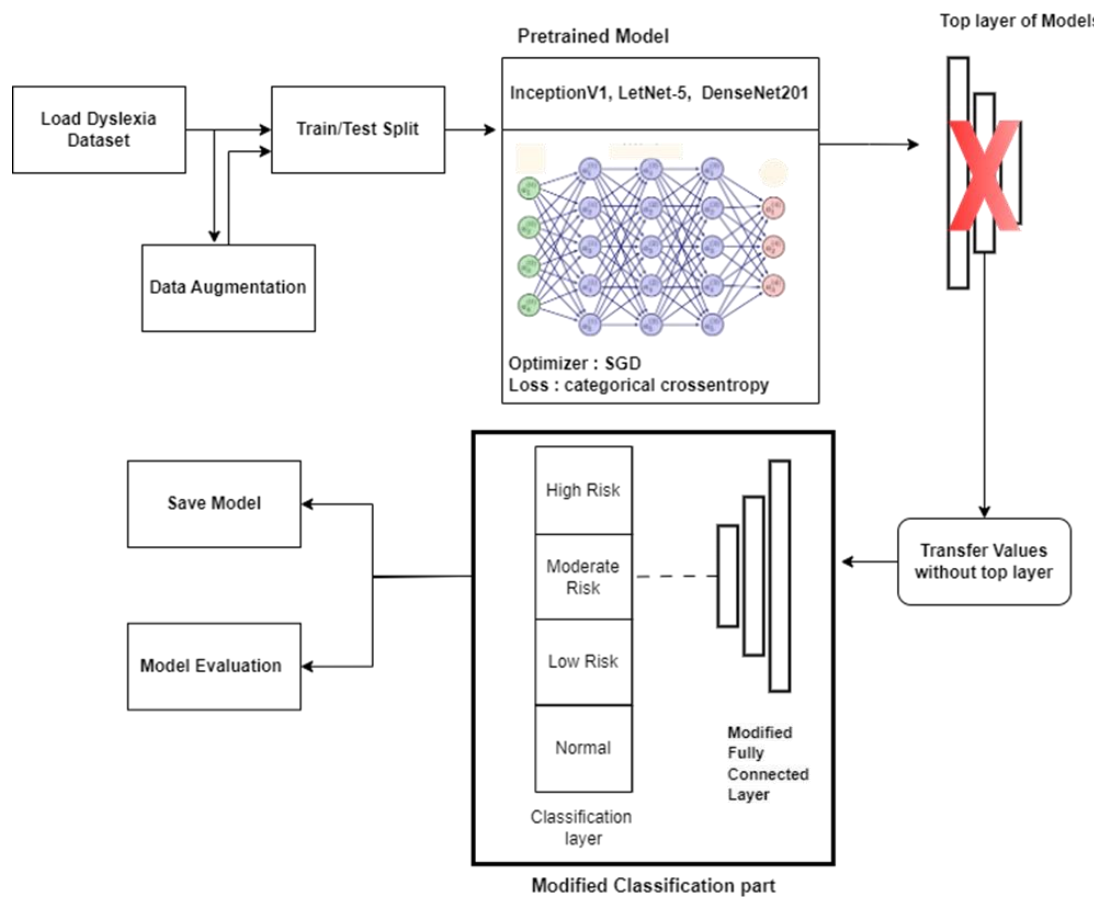 Top layer of Models
Pretrained Model
InceptionV1, LetNet-5, DenseNet201
Load Dyslexia
Dataset
Train/Test Split
Data Augmentation
Optimizer : SGD
Loss : categorical crossentropy
Transfer Values
without top layer
High Risk
Moderate
Risk
Low Risk
Normal
Classification
layer
Modified
Fully
Connected
Layer
Modified Classification part
Save Model
Model Evaluation